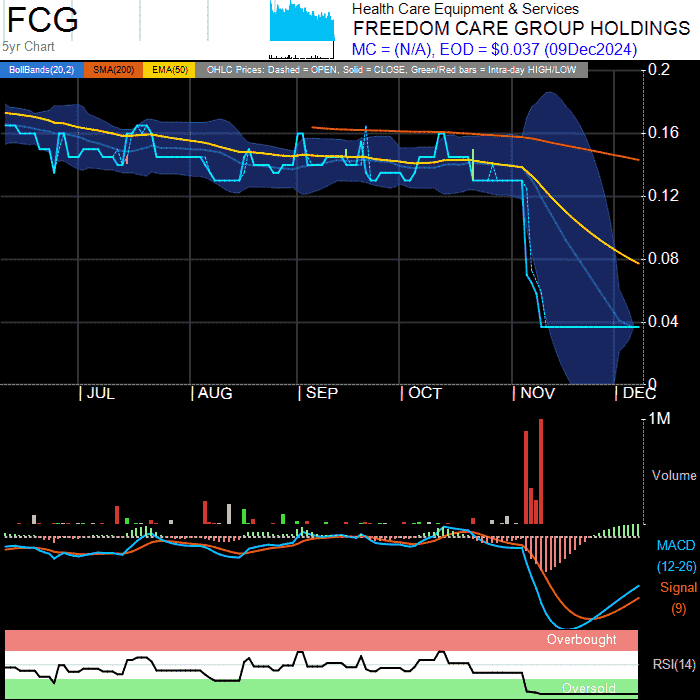 FCG
5yr Chart
Health Care Equipment & Services
FREEDOM CARE GROUP HOLDINGS
MC = (N/A), EOD = $0.037 (09Dec2024)
BollBands(20,2) SMA(200) EMA(50) OHLC Prices: Dashed = OPEN, Solid = CLOSE, Green/Red bars = Intra-day HIGH/LOW
0.2
0.16
0.12
0.08
0.04
0
| JUL | AUG | SEP | OCT | NOV | DEC
1M
Volume
MACD
(12-26)
Signal
(9)
Overbought
RSI(14)
Oversold